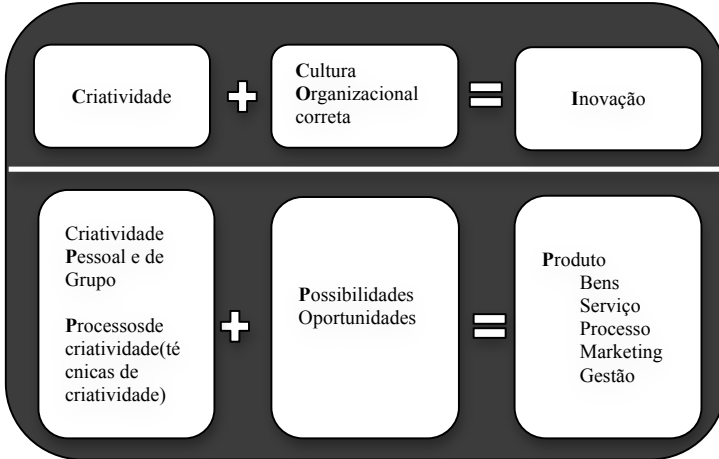 Criatividade
+
Cultura
Organizacional
correta
=
Inovação
Criatividade
Pessoal e de
Grupo
Processosde
criatividade(té
cnicas de
criatividade)
+
Possibilidades
Oportunidades
=
Produto
Bens
Serviço
Processo
Marketing
Gestão